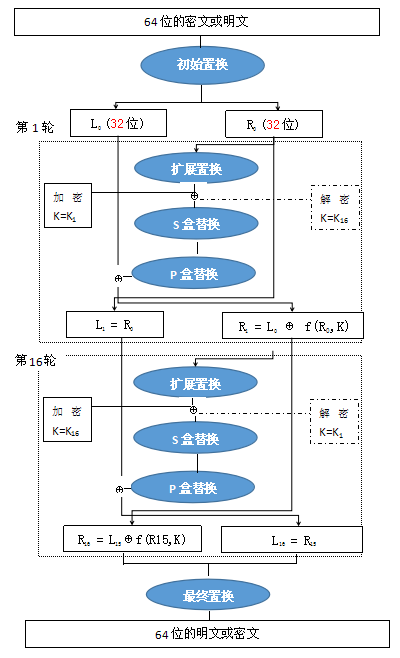 64位的密文或明文
初始置换
L₀(32位)
R₀(32位)
第1轮
扩展置换
加 密
K=K₁
⊕
解 密
K=K₁₆
S盒替换
P盒替换
⊕
L₁ = R₀
R₁ = L₀ ⊕ f(R₀,K)
第16轮
扩展置换
加 密
K=K₁₆
⊕
解 密
K=K₁
S盒替换
P盒替换
⊕
R₁₆ = L₁₅⊕f(R15,K)
L₁₆ = R₁₅
最终置换
64位的明文或密文